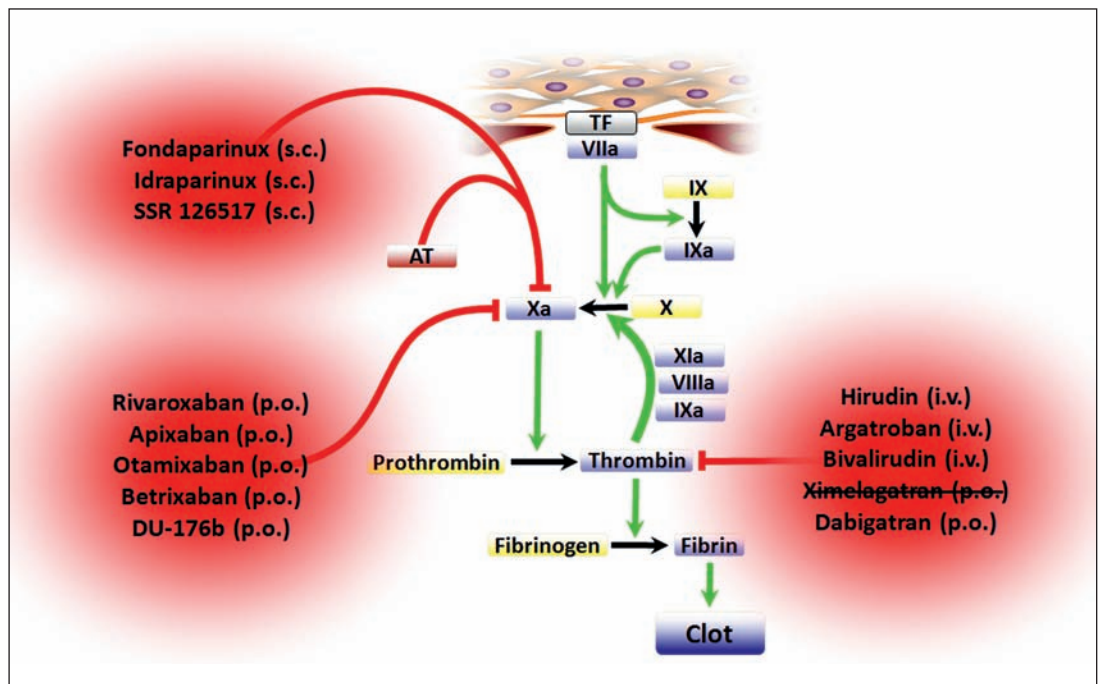 Fondaparinux (s.c.)
Idraparinux (s.c.)
SSR 126517 (s.c.)
AT
TF
VIIa
IX
IXa
Xa
X
XIa
VIIIa
IXa
Rivaroxaban (p.o.)
Apixaban (p.o.)
Otamixaban (p.o.)
Betrixaban (p.o.)
DU-176b (p.o.)
Prothrombin
Thrombin
Hirudin (i.v.)
Argatroban (i.v.)
Bivalirudin (i.v.)
Ximelagatran (p.o.)
Dabigatran (p.o.)
Fibrinogen
Fibrin
Clot